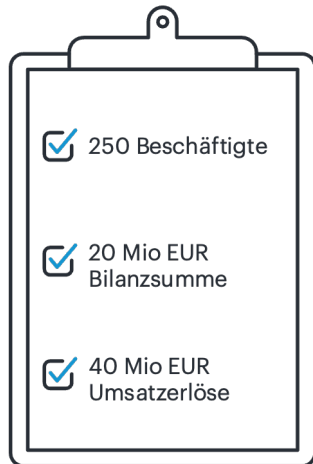 250 Beschäftigte
20 Mio EUR
Bilanzsumme
40 Mio EUR
Umsatzerlöse